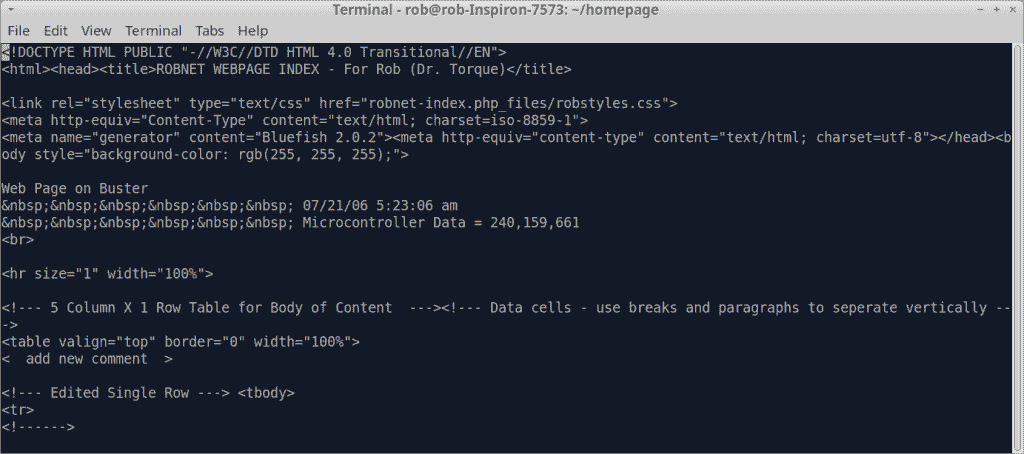 Terminal - rob@rob-Inspiron-7573: ~/homepage
File Edit View Terminal Tabs Help
<!DOCTYPE HTML PUBLIC "-//W3C//DTD HTML 4.0 Transitional//EN">
<html><head><title>ROBNET WEBPAGE INDEX - For Rob (Dr. Torque)</title>
<link rel="stylesheet" type="text/css" href="robnet-index.php_files/robstyles.css">
<meta http-equiv="Content-Type" content="text/html; charset=iso-8859-1">
<meta name="generator" content="Bluefish 2.0.2"><meta http-equiv="content-type" content="text/html; charset=utf-8"></head><b
ody style="background-color: rgb(255, 255, 255);">
Web Page on Buster
&nbsp;&nbsp;&nbsp;&nbsp;&nbsp;&nbsp; 07/21/06 5:23:06 am
&nbsp;&nbsp;&nbsp;&nbsp;&nbsp;&nbsp; Microcontroller Data = 240,159,661
<br>
<hr size="1" width="100%">
<!--- 5 Column X 1 Row Table for Body of Content  ---><!--- Data cells - use breaks and paragraphs to seperate vertically --
->
<table valign="top" border="0" width="100%">
<  add new comment  >
<!--- Edited Single Row ---> <tbody>
<tr>
<!------>